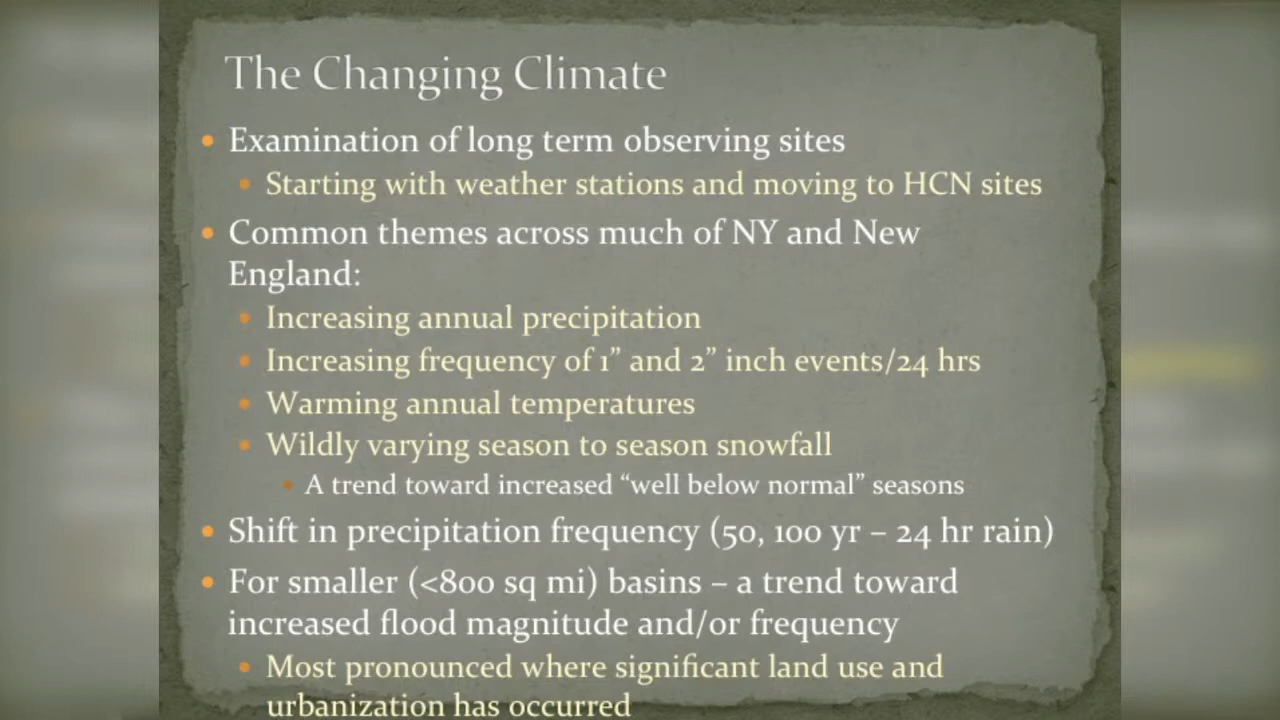 The Changing Climate
• Examination of long term observing sites
• Starting with weather stations and moving to HCN sites
• Common themes across much of NY and New
England:
• Increasing annual precipitation
• Increasing frequency of 1” and 2” inch events/24 hrs
• Warming annual temperatures
• Wildly varying season to season snowfall
• A trend toward increased “well below normal” seasons
• Shift in precipitation frequency (50, 100 yr – 24 hr rain)
• For smaller (<800 sq mi) basins – a trend toward
increased flood magnitude and/or frequency
• Most pronounced where significant land use and
urbanization has occurred